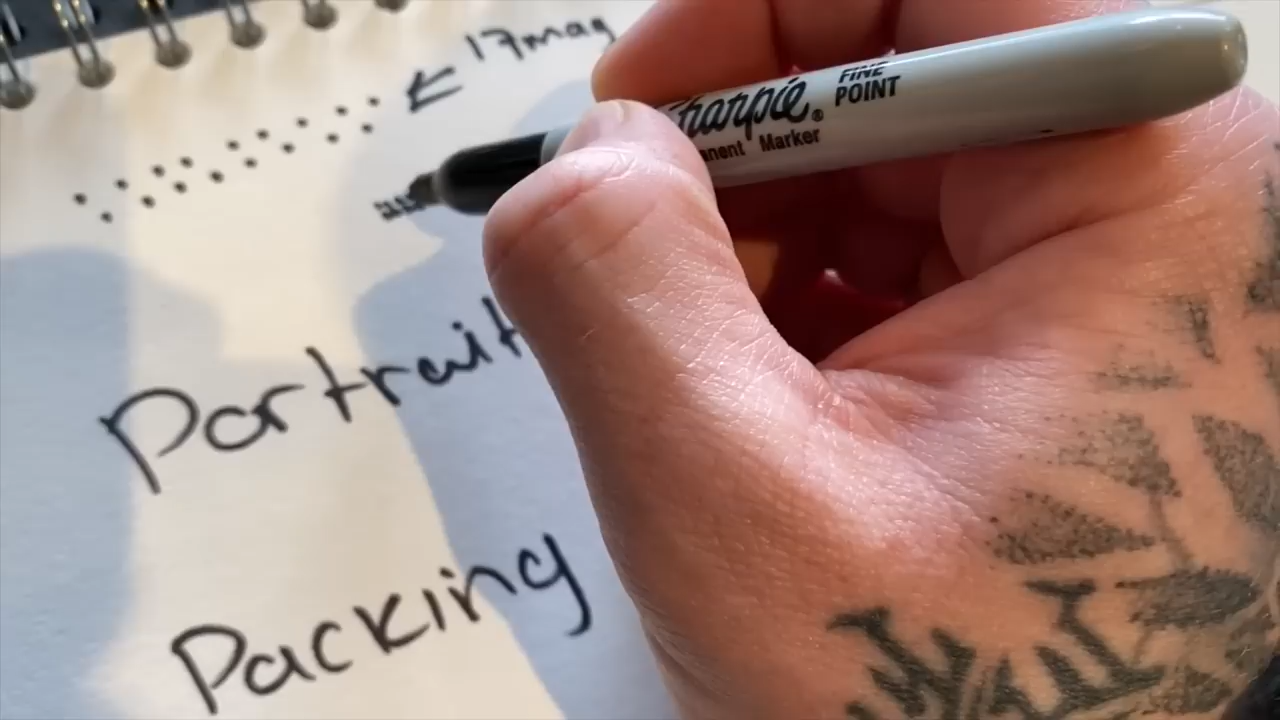 17mag
Sharpie® FINE POINT
Marker
Portrait
Packing